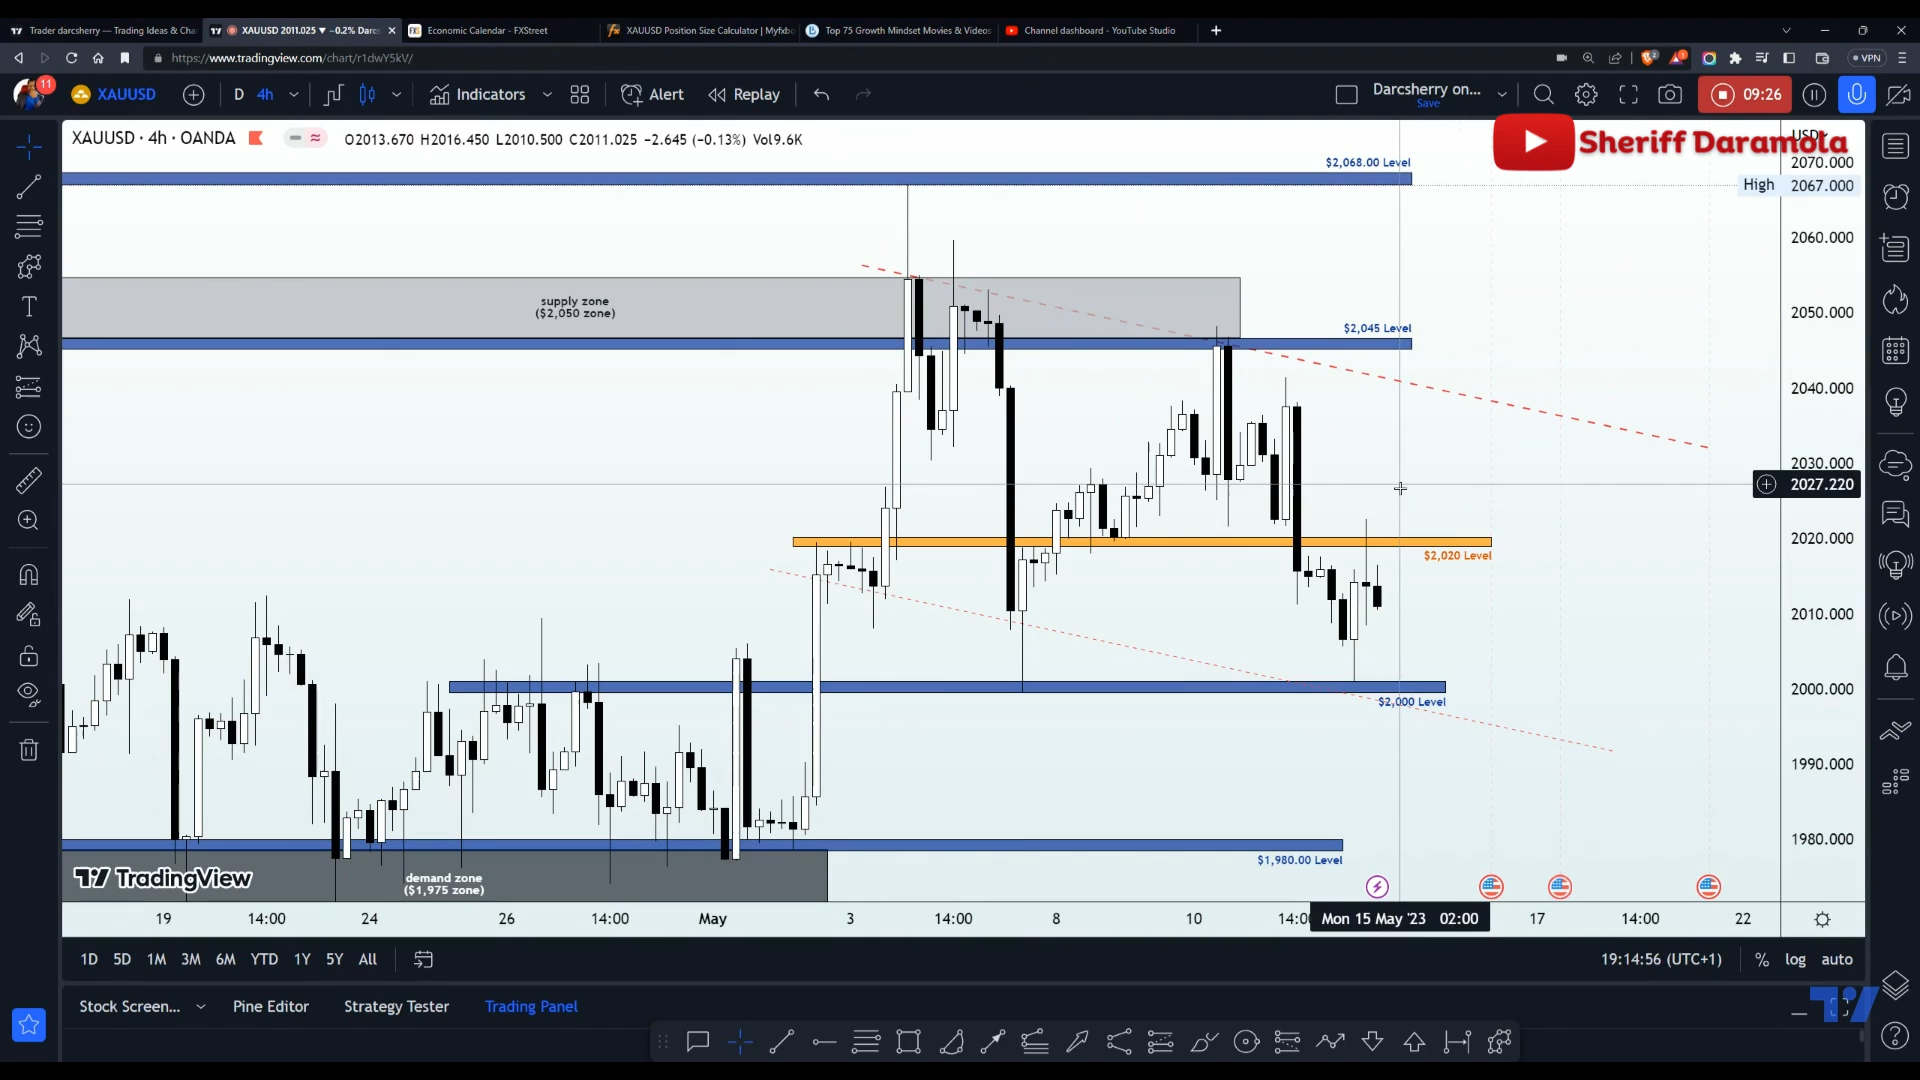 Trader darcsherry — Trading Ideas & Cha
XAUUSD 2011.025 ▼ −0.2% Darc
Economic Calendar - FXStreet
XAUUSD Position Size Calculator | Myfxbo
Top 75 Growth Mindset Movies & Videos
Channel dashboard - YouTube Studio
https://www.tradingview.com/chart/r1dwY5kV/
VPN
11
XAUUSD
D
4h
Indicators
Alert
Replay
Darcsherry on...
Save
09:26
XAUUSD · 4h · OANDA
O2013.670 H2016.450 L2010.500 C2011.025 −2.645 (−0.13%) Vol9.6K
Sheriff Daramola
USD
$2,068.00 Level
2070.000
High 2067.000
2060.000
supply zone
($2,050 zone)
2050.000
$2,045 Level
2040.000
2030.000
2027.220
2020.000
$2,020 Level
2010.000
2000.000
$2,000 Level
1990.000
1980.000
$1,980.00 Level
demand zone
($1,975 zone)
TradingView
19
14:00
24
26
14:00
May
3
14:00
8
10
14:00
Mon 15 May '23 02:00
17
14:00
22
1D 5D 1M 3M 6M YTD 1Y 5Y All
19:14:56 (UTC+1)
% log auto
Stock Screen...
Pine Editor
Strategy Tester
Trading Panel